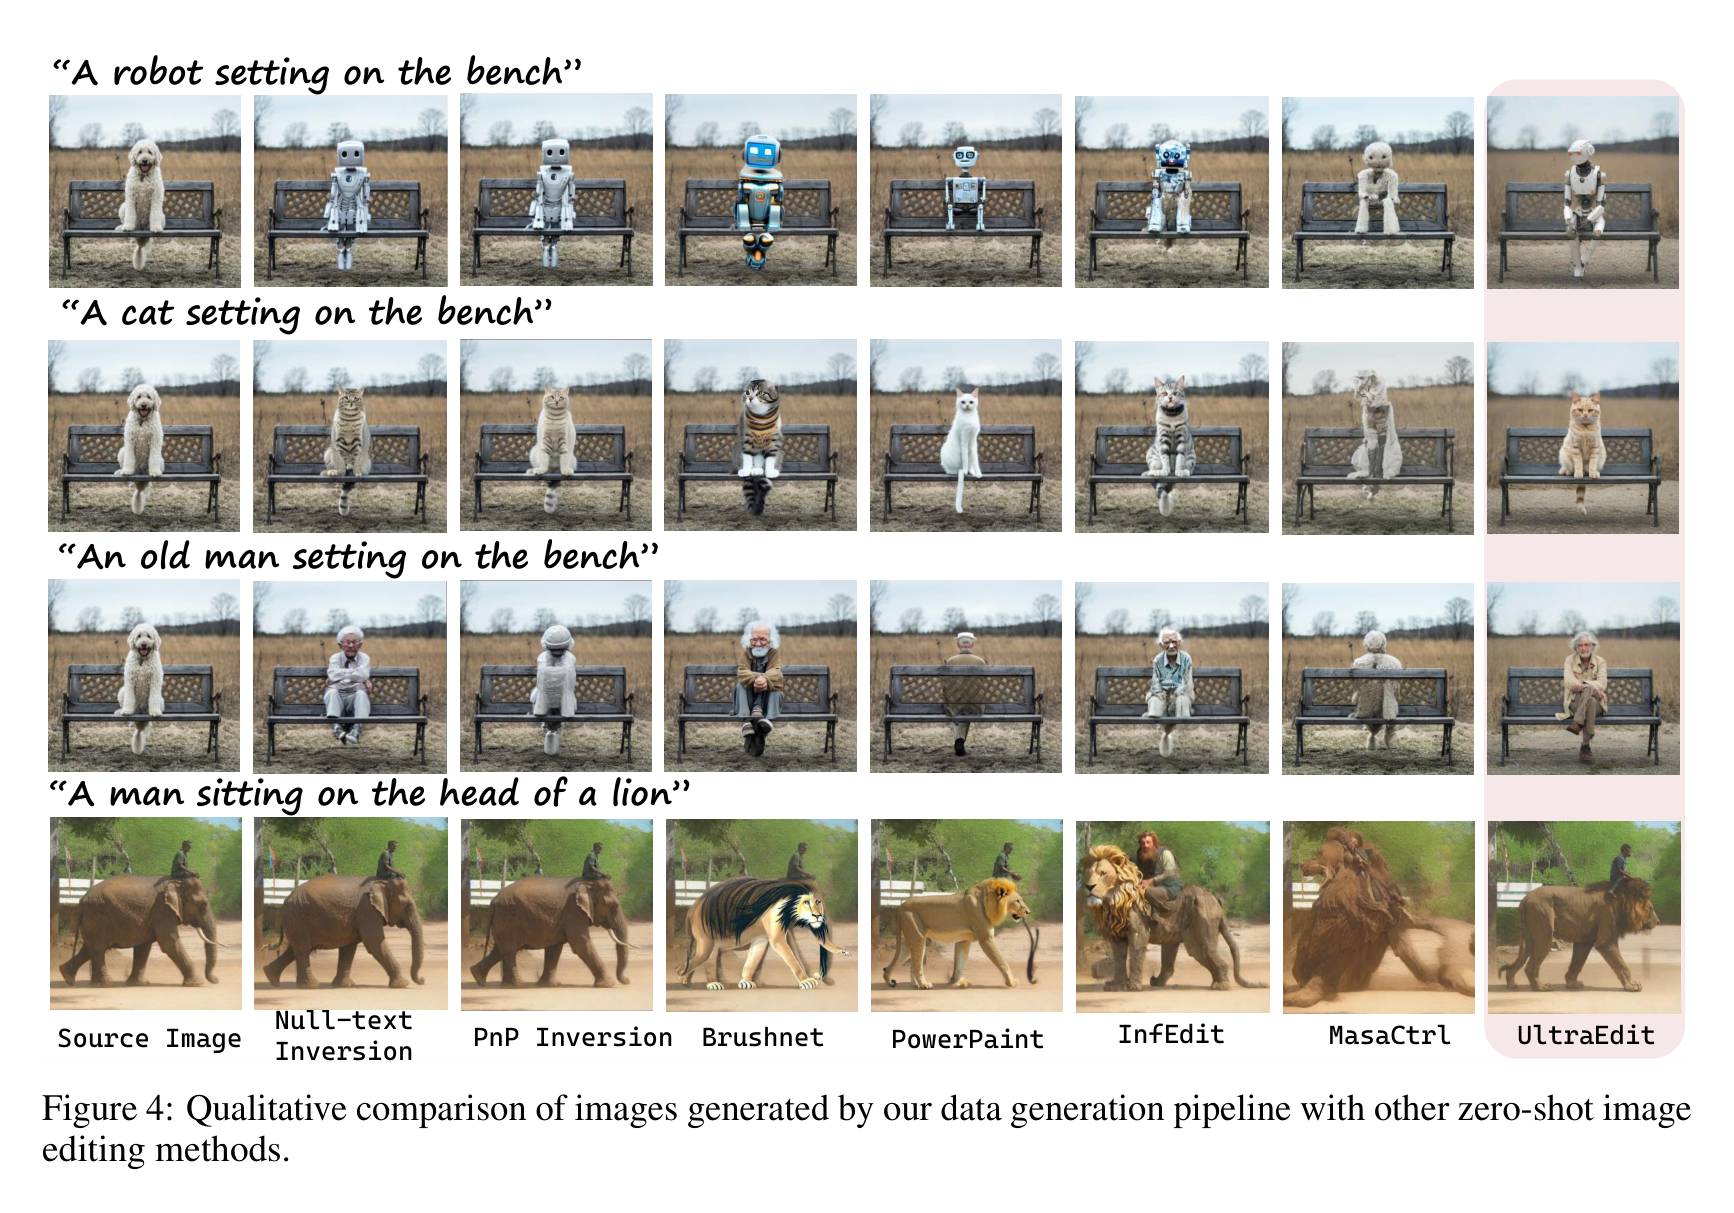 “A robot setting on the bench”
“A cat setting on the bench”
“An old man setting on the bench”
“A man sitting on the head of a lion”
Source Image
Null-text
Inversion
PnP Inversion
Brushnet
PowerPaint
InfEdit
MasaCtrl
UltraEdit
Figure 4: Qualitative comparison of images generated by our data generation pipeline with other zero-shot image
editing methods.